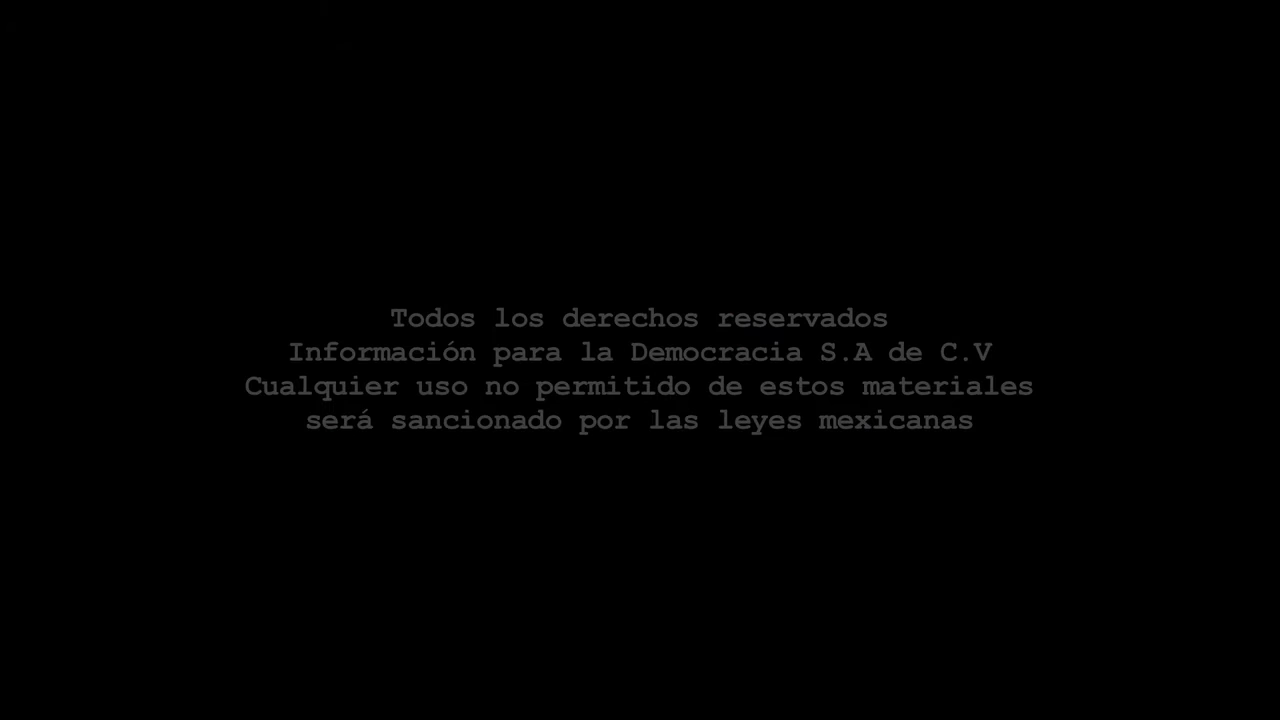 Todos los derechos reservados
Información para la Democracia S.A de C.V
Cualquier uso no permitido de estos materiales
será sancionado por las leyes mexicanas